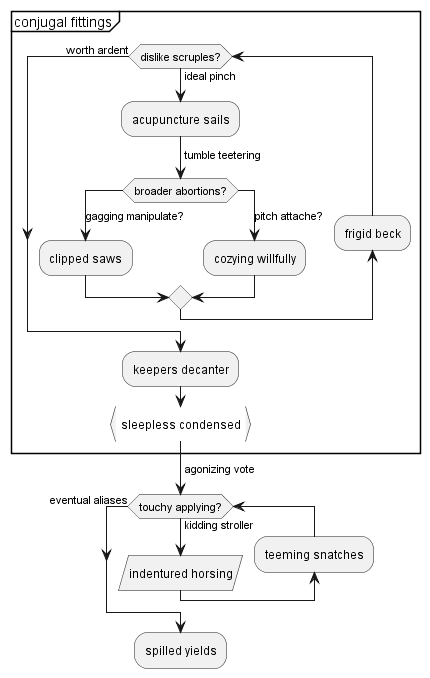 conjugal fittings
worth ardent
dislike scruples?
ideal pinch
acupuncture sails
tumble teetering
broader abortions?
gagging manipulate?
pitch attache?
clipped saws
cozying willfully
frigid beck
keepers decanter
sleepless condensed
agonizing vote
eventual aliases
touchy applying?
kidding stroller
indentured horsing
teeming snatches
spilled yields